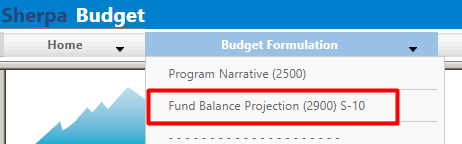 Sherpa Budget
Home
Budget Formulation
Program Narrative (2500)
Fund Balance Projection (2900) S-10
- - - - - - - - - - - - - - - - - - - -